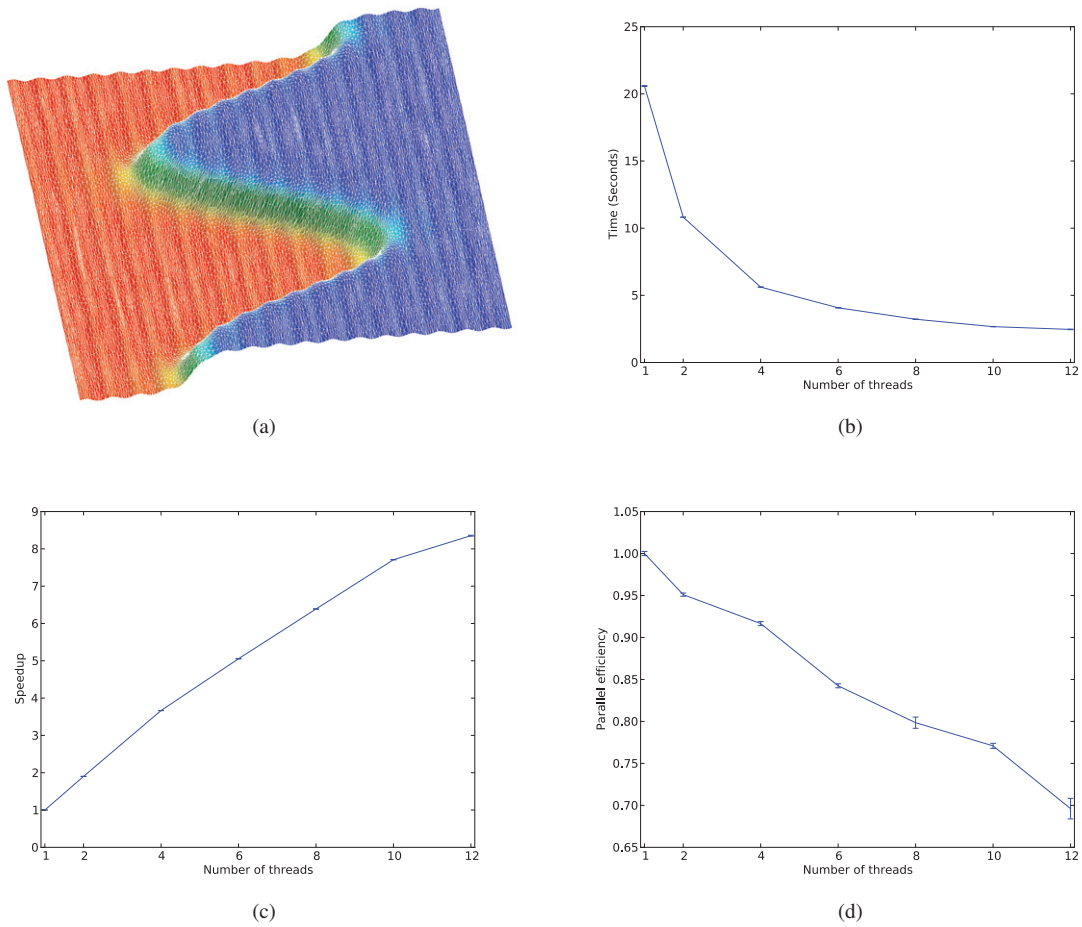 (a)
25
20
15
10
5
0
Time (Seconds)
1 2 4 6 8 10 12
Number of threads
(b)
9
8
7
6
5
4
3
2
1
0
Speedup
1 2 4 6 8 10 12
Number of threads
(c)
1.05
1.00
0.95
0.90
0.85
0.80
0.75
0.70
0.65
Parallel efficiency
1 2 4 6 8 10 12
Number of threads
(d)